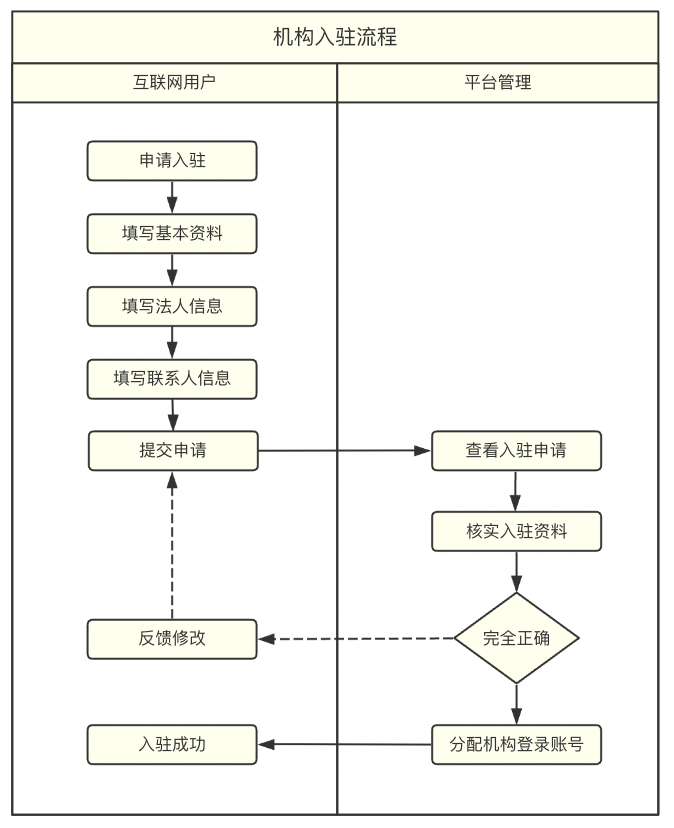 机构入驻流程
互联网用户
平台管理
申请入驻
填写基本资料
填写法人信息
填写联系人信息
提交申请
查看入驻申请
核实入驻资料
反馈修改
完全正确
入驻成功
分配机构登录账号